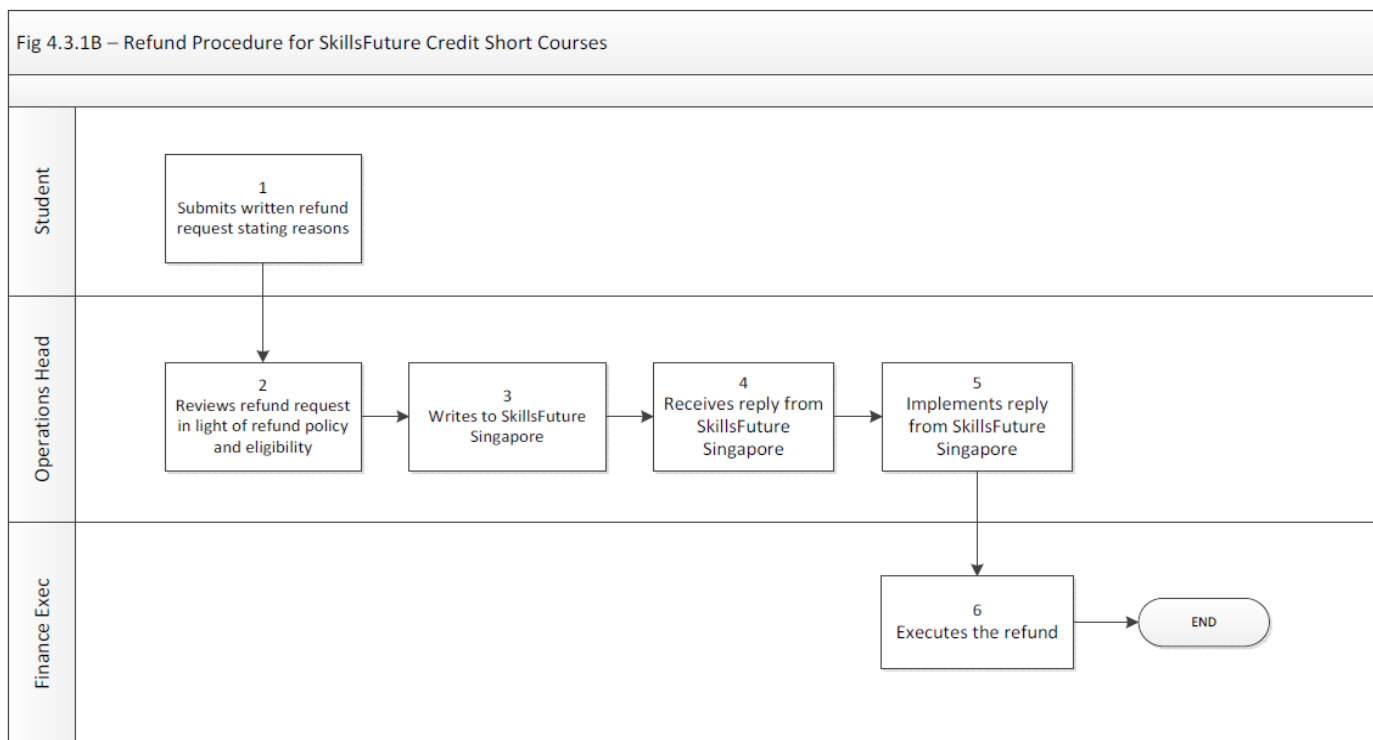 Fig 4.3.1B – Refund Procedure for SkillsFuture Credit Short Courses
Student
1
Submits written refund
request stating reasons
Operations Head
2
Reviews refund request
in light of refund policy
and eligibility
3
Writes to SkillsFuture
Singapore
4
Receives reply from
SkillsFuture
Singapore
5
Implements reply
from SkillsFuture
Singapore
Finance Exec
6
Executes the refund
END